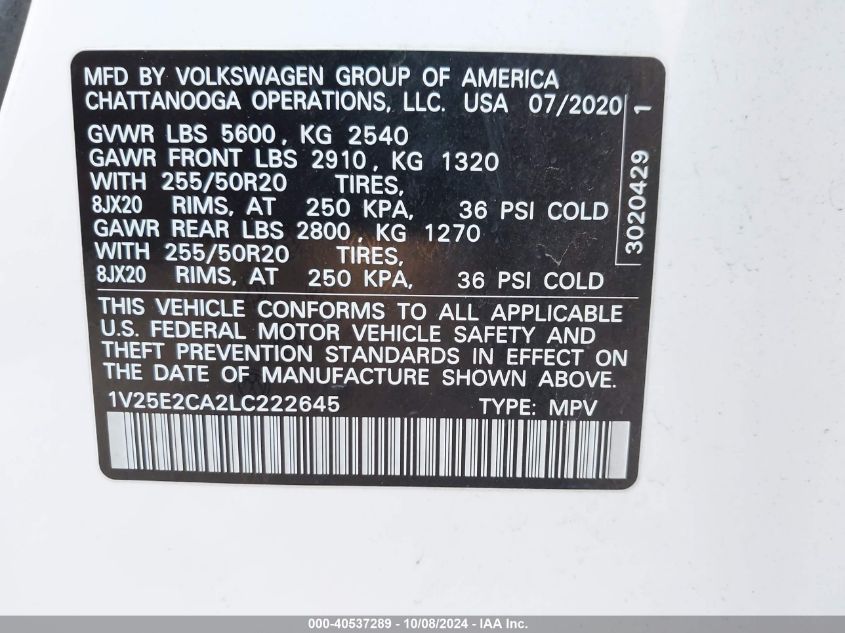 MFD BY VOLKSWAGEN GROUP OF AMERICA
CHATTANOOGA OPERATIONS, LLC. USA 07/2020
GVWR LBS 5600, KG 2540
GAWR FRONT LBS 2910, KG 1320
WITH 255/50R20 TIRES,
8JX20 RIMS, AT 250 KPA, 36 PSI COLD
GAWR REAR LBS 2800, KG 1270
WITH 255/50R20 TIRES,
8JX20 RIMS, AT 250 KPA, 36 PSI COLD
3020429 1
THIS VEHICLE CONFORMS TO ALL APPLICABLE
U.S. FEDERAL MOTOR VEHICLE SAFETY AND
THEFT PREVENTION STANDARDS IN EFFECT ON
THE DATE OF MANUFACTURE SHOWN ABOVE.
1V25E2CA2LC222645 TYPE: MPV
000-40537289 - 10/08/2024 - IAA Inc.